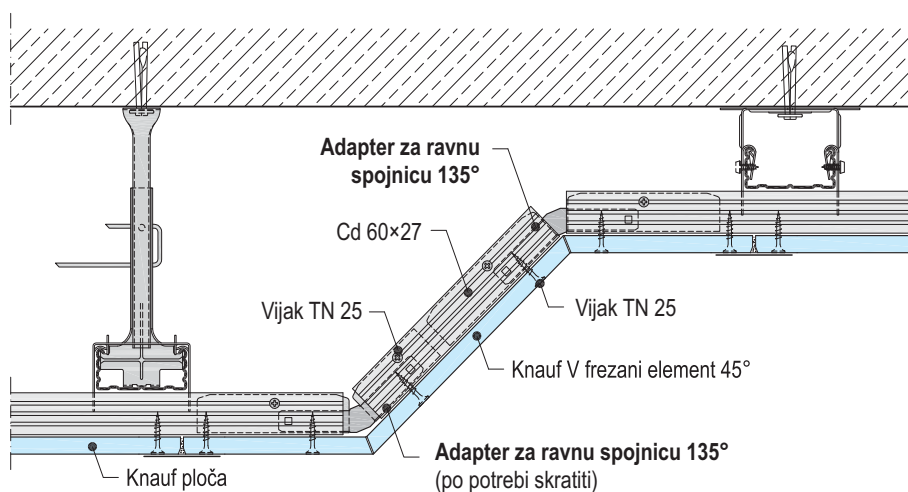 Adapter za ravnu
spojnicu 135°
Cd 60×27
Vijak TN 25
Vijak TN 25
Knauf V frezani element 45°
Adapter za ravnu spojnicu 135°
(po potrebi skratiti)
Knauf ploča